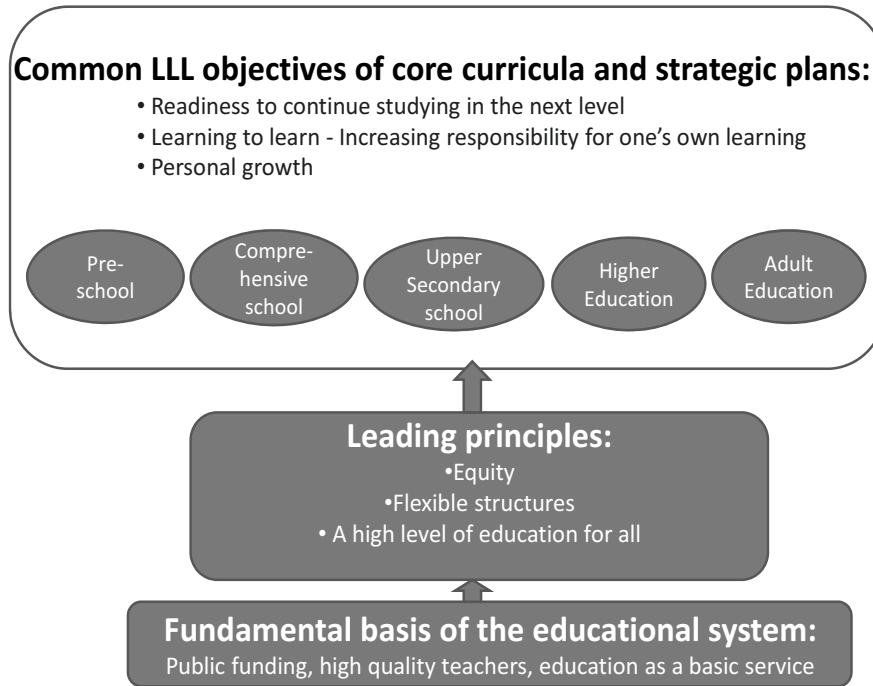 Common LLL objectives of core curricula and strategic plans:
• Readiness to continue studying in the next level
• Learning to learn - Increasing responsibility for one’s own learning
• Personal growth
Pre-
school
Compre-
hensive
school
Upper
Secondary
school
Higher
Education
Adult
Education
Leading principles:
•Equity
•Flexible structures
• A high level of education for all
Fundamental basis of the educational system:
Public funding, high quality teachers, education as a basic service